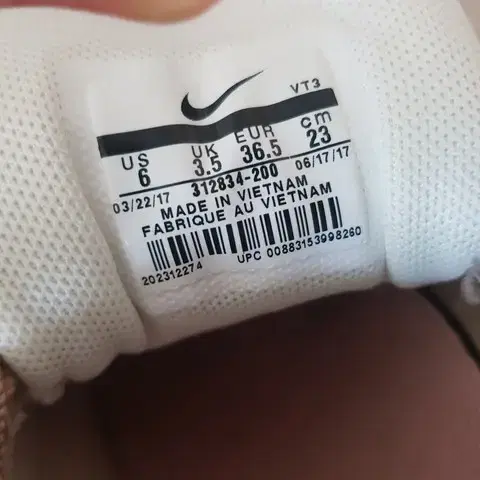 VT3
US UK EUR cm
6 3.5 36.5 23
03/22/17 312834-200 06/17/17
MADE IN VIETNAM
FABRIQUE AU VIETNAM
202312274 UPC 00883153998260